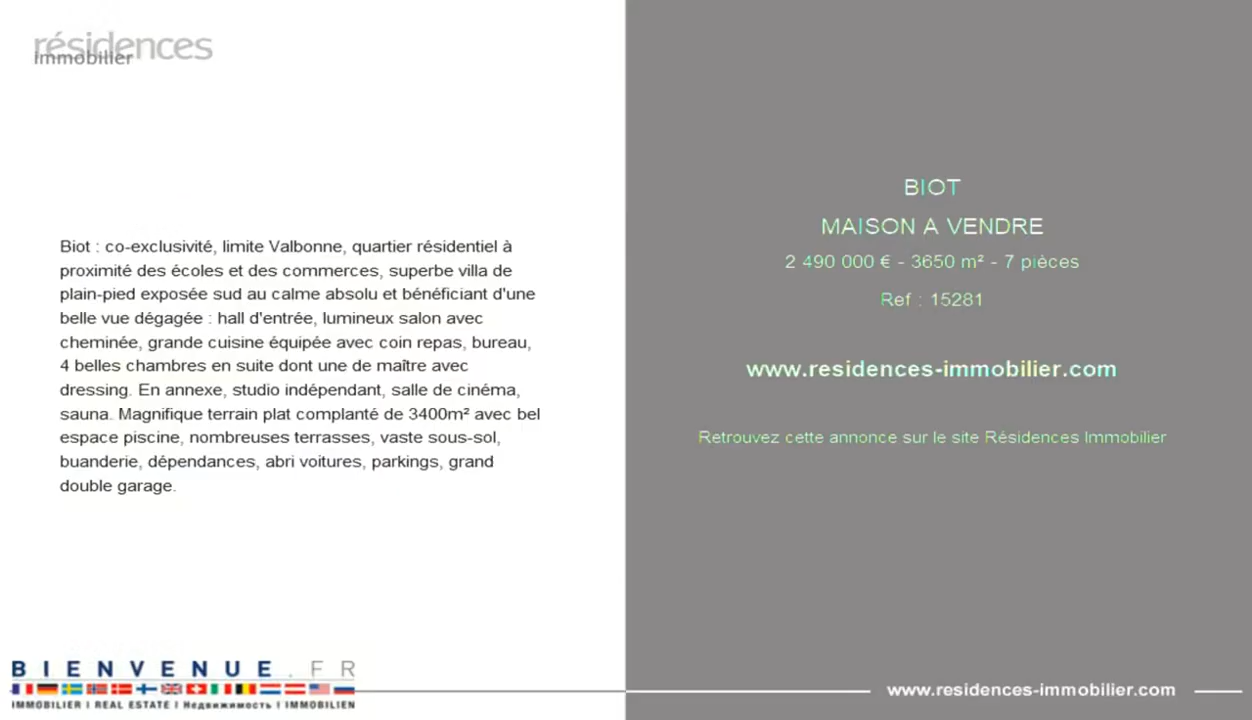 résidences
immobilier
Biot : co-exclusivité, limite Valbonne, quartier résidentiel à
proximité des écoles et des commerces, superbe villa de
plain-pied exposée sud au calme absolu et bénéficiant d'une
belle vue dégagée : hall d'entrée, lumineux salon avec
cheminée, grande cuisine équipée avec coin repas, bureau,
4 belles chambres en suite dont une de maître avec
dressing. En annexe, studio indépendant, salle de cinéma,
sauna. Magnifique terrain plat complanté de 3400m² avec bel
espace piscine, nombreuses terrasses, vaste sous-sol,
buanderie, dépendances, abri voitures, parkings, grand
double garage.
BIENVENUE.FR
IMMOBILIER I REAL ESTATE I Недвижимость I IMMOBILIEN
BIOT
MAISON A VENDRE
2 490 000 € - 3650 m² - 7 pièces
Ref : 15281
www.residences-immobilier.com
Retrouvez cette annonce sur le site Résidences Immobilier
www.residences-immobilier.com